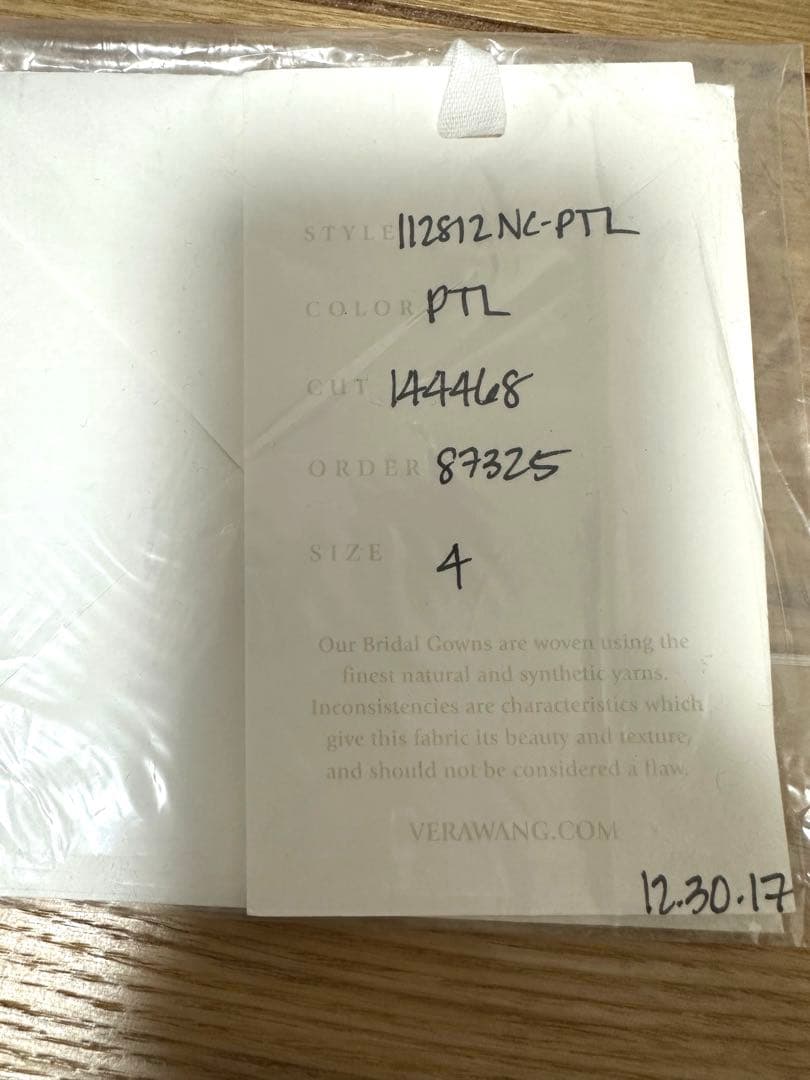 STYLE 112812NC-PTL
COLOR PTL
CUT 144468
ORDER 87325
SIZE 4
Our Bridal Gowns are woven using the
finest natural and synthetic yarns.
Inconsistencies are characteristics which
give this fabric its beauty and texture,
and should not be considered a flaw.
VERAWANG.COM
12.30.17